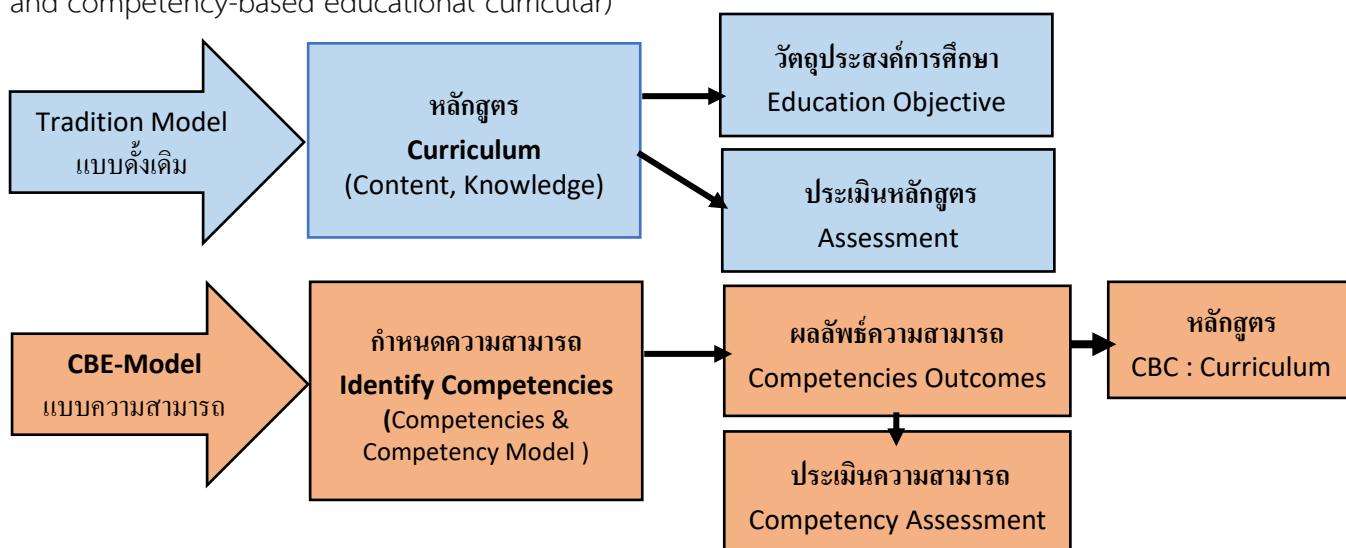 and competency-based educational curricular)
Tradition Model
แบบดั้งเดิม
หลักสูตร
Curriculum
(Content, Knowledge)
วัตถุประสงค์การศึกษา
Education Objective
ประเมินหลักสูตร
Assessment
CBE-Model
แบบความสามารถ
กำหนดความสามารถ
Identify Competencies
(Competencies &
Competency Model )
ผลลัพธ์ความสามารถ
Competencies Outcomes
หลักสูตร
CBC : Curriculum
ประเมินความสามารถ
Competency Assessment